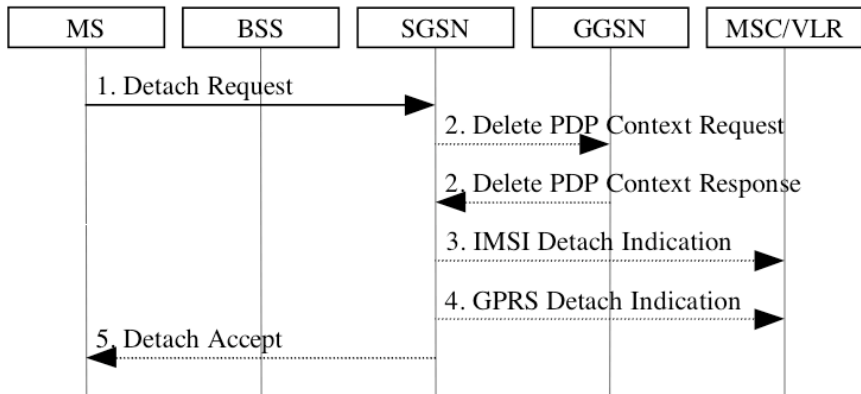 MS
BSS
SGSN
GGSN
MSC/VLR
1. Detach Request
2. Delete PDP Context Request
2. Delete PDP Context Response
3. IMSI Detach Indication
4. GPRS Detach Indication
5. Detach Accept